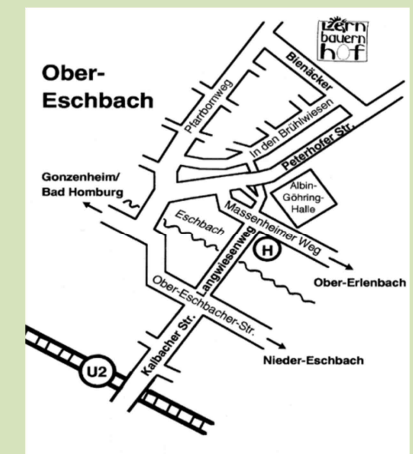 Lzern
bauern
hof
Ober-
Eschbach
Bienäcker
Pfarrbornweg
In den Brühlwiesen
Peterhofer Str.
Gonzenheim/
Bad Homburg
Albin-
Göhring-
Halle
Eschbach
Massenheimer Weg
H
Langwiesenweg
Ober-Erlenbach
Ober-Eschbacher-Str.
Kalbacher Str.
Nieder-Eschbach
U2